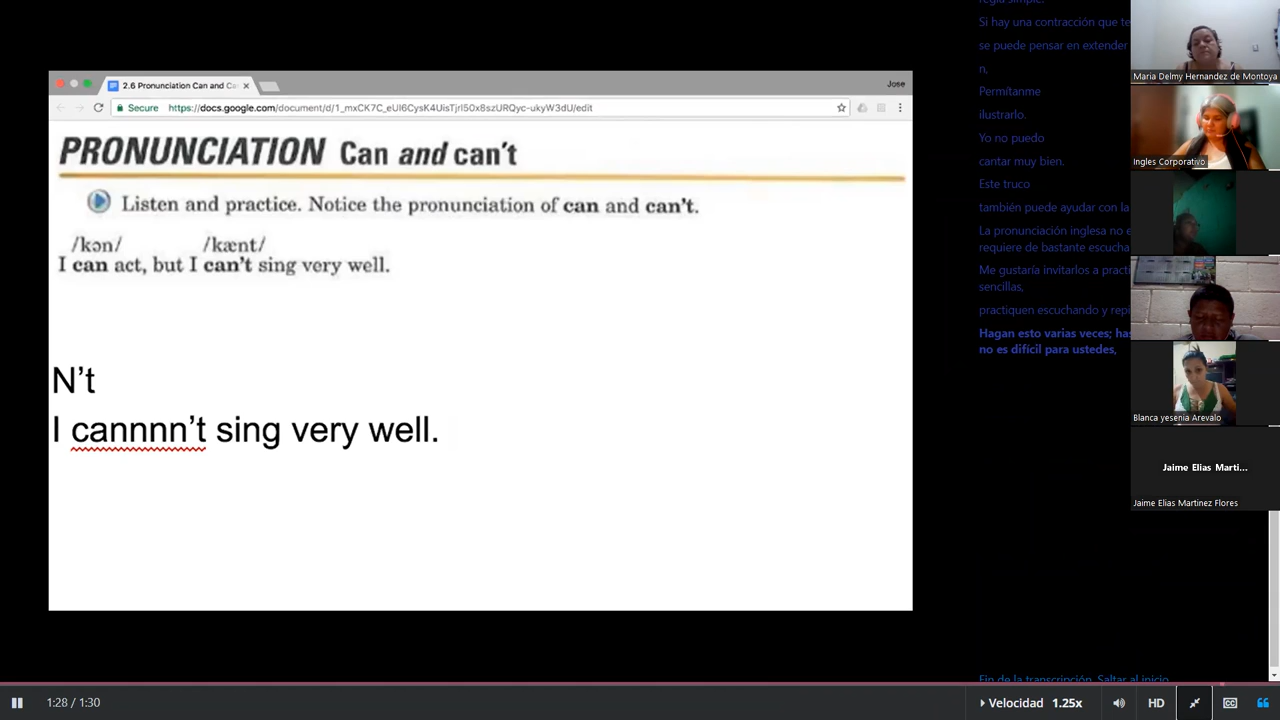 2.6 Pronunciation Can and Ca
Jose
Secure
https://docs.google.com/document/d/1_mxCK7C_eUI6CysK4UisTjrI50x8szURQyc-ukyW3dU/edit
PRONUNCIATION Can and can't
Listen and practice. Notice the pronunciation of can and can't.
/kən/ /kænt/
I can act, but I can't sing very well.
N't
I cannnn't sing very well.
Si hay una contracción que te
se puede pensar en extender
n.
Permítanme
ilustrarlo.
Yo no puedo
cantar muy bien.
Este truco
también puede ayudar con la
La pronunciación inglesa no e
requiere de bastante escucha
Me gustaría invitarlos a practi
sencillas,
practiquen escuchando y repi
Hagan esto varias veces; has
no es difícil para ustedes,
Fin de la transcripción. Saltar al inicio.
Maria Delmy Hernandez de Montoya
Ingles Corporativo
Blanca yesenia Arevalo
Jaime Elias Marti...
Jaime Elias Martinez Flores
1:28 / 1:30
Velocidad 1.25x
HD